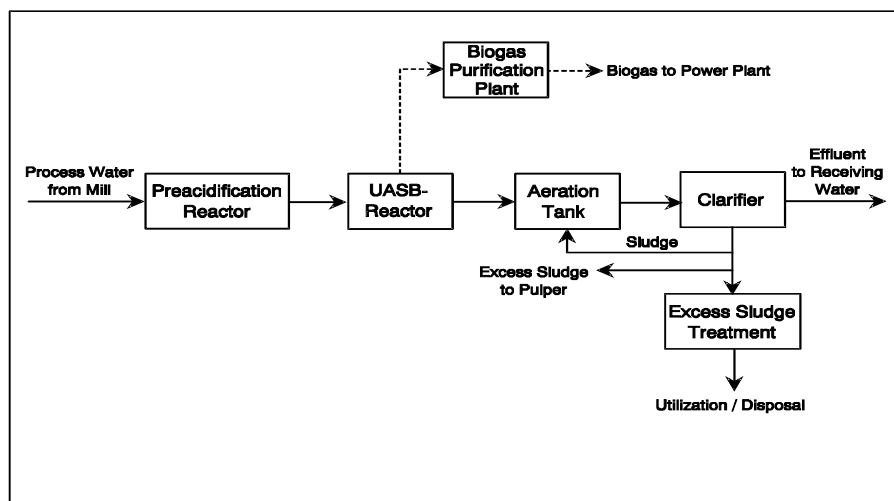 Biogas
Purification
Plant
Biogas to Power Plant
Process Water
from Mill
Preacidification
Reactor
UASB-
Reactor
Aeration
Tank
Clarifier
Effluent
to Receiving
Water
Sludge
Excess Sludge
to Pulper
Excess Sludge
Treatment
Utilization / Disposal